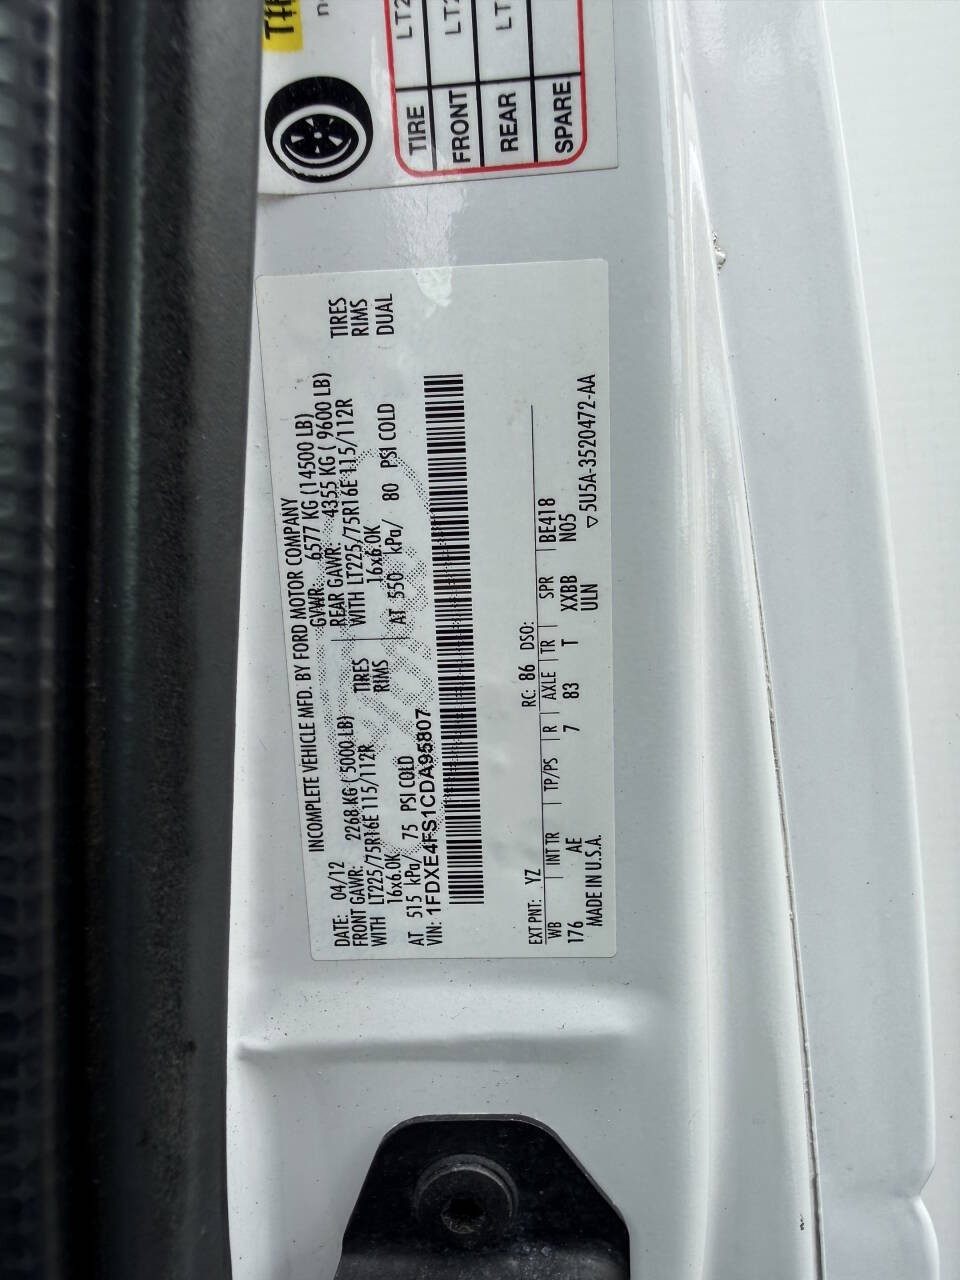 INCOMPLETE VEHICLE MFD. BY FORD MOTOR COMPANY
DATE: 04/12 GVWR: 6577 KG (14500 LB)
FRONT GAWR: 2268 KG ( 5000 LB) REAR GAWR: 4355 KG ( 9600 LB)
WITH LT225/75R16E 115/112R TIRES WITH LT225/75R16E 115/112R TIRES
16x6.0K RIMS 16x6.0K RIMS
AT 515 kPa/ 75 PSI COLD AT 550 kPa/ 80 PSI COLD DUAL
VIN: 1FDXE4FS1CDA95807
EXT PNT: YZ RC: 86 DSO:
WB INT TR TP/PS R AXLE TR SPR BE418
176 AE 7 83 T XXBB N05
MADE IN U.S.A. ULN
▽5U5A-3520472-AA
TIRE
FRONT
REAR
SPARE